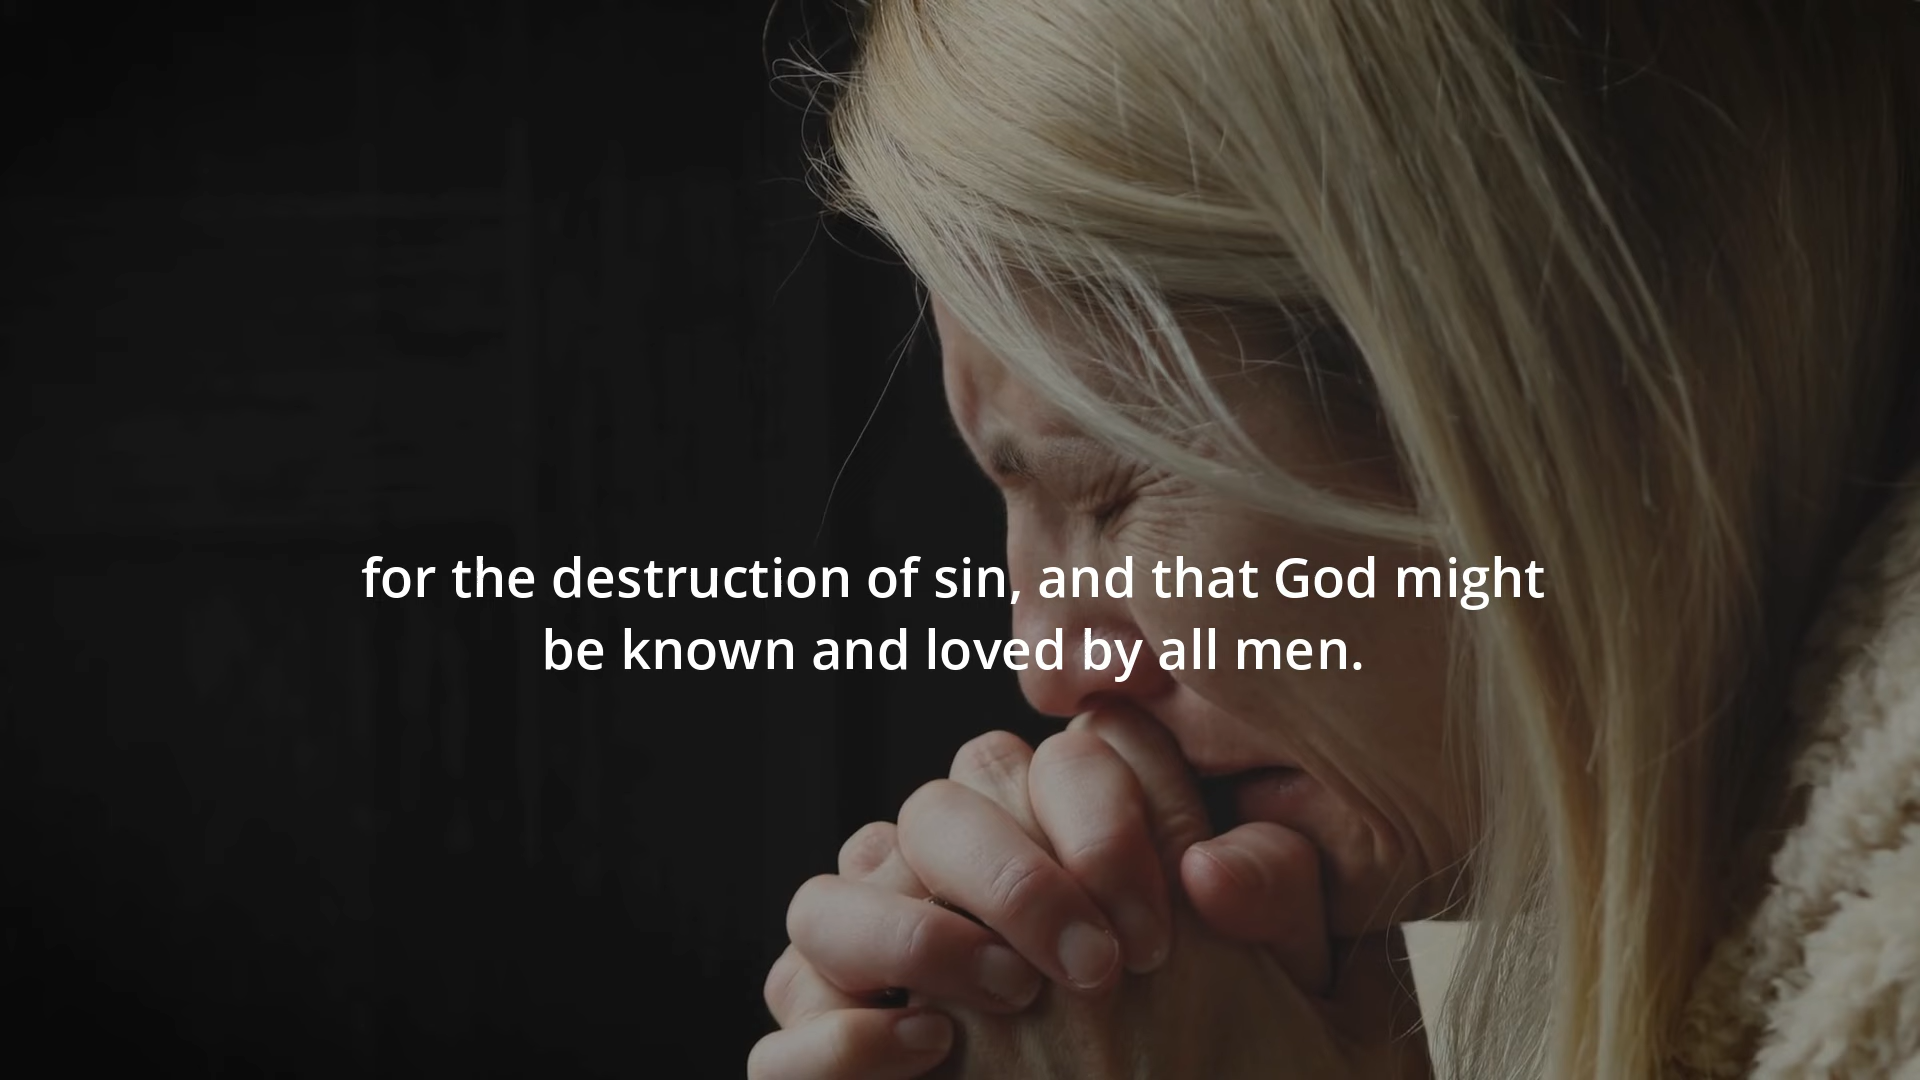 for the destruction of sin, and that God might
be known and loved by all men.